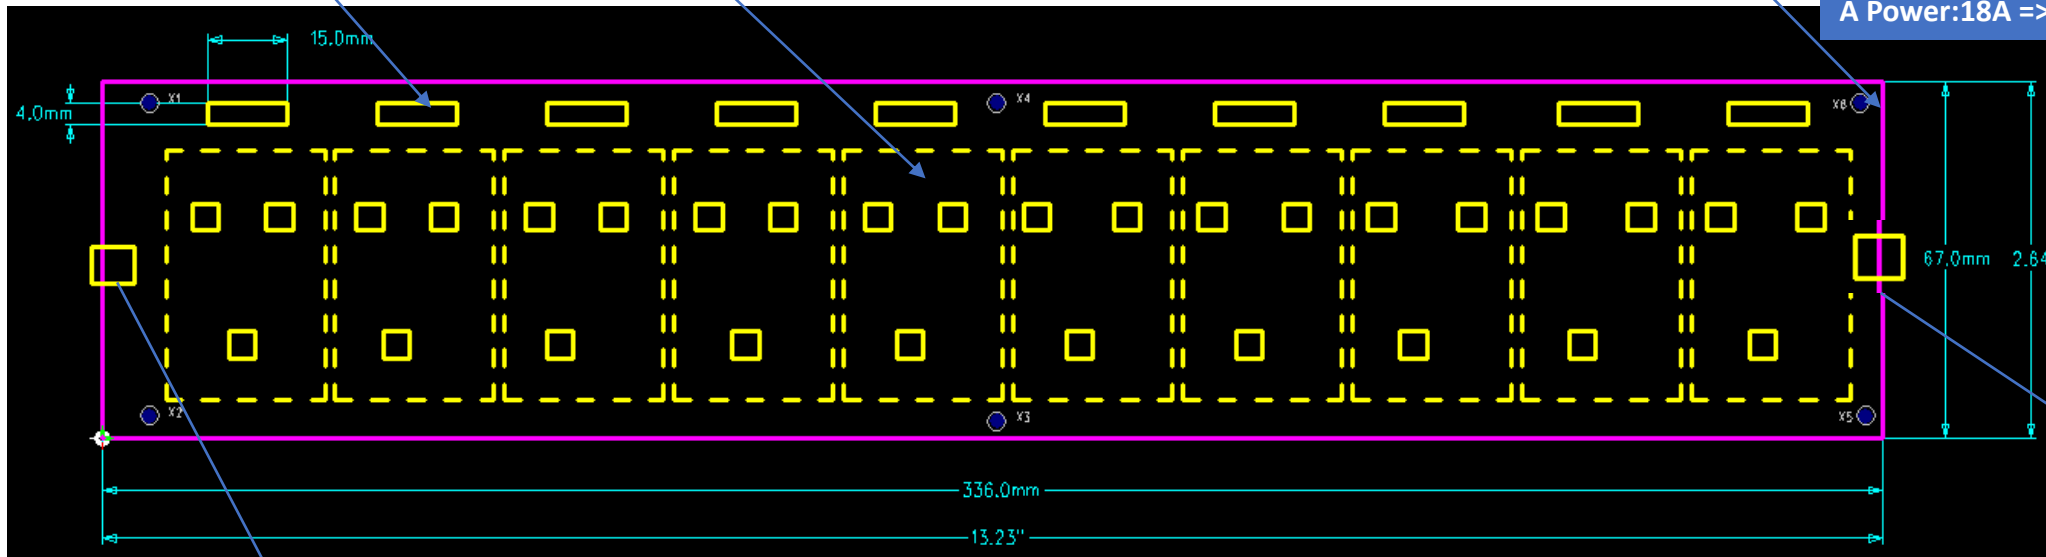 A Power:18A =>
15.0mm
X1
X4
X6
4.0mm
67.0mm
2.64
X2
X3
X5
336.0mm
13.23"